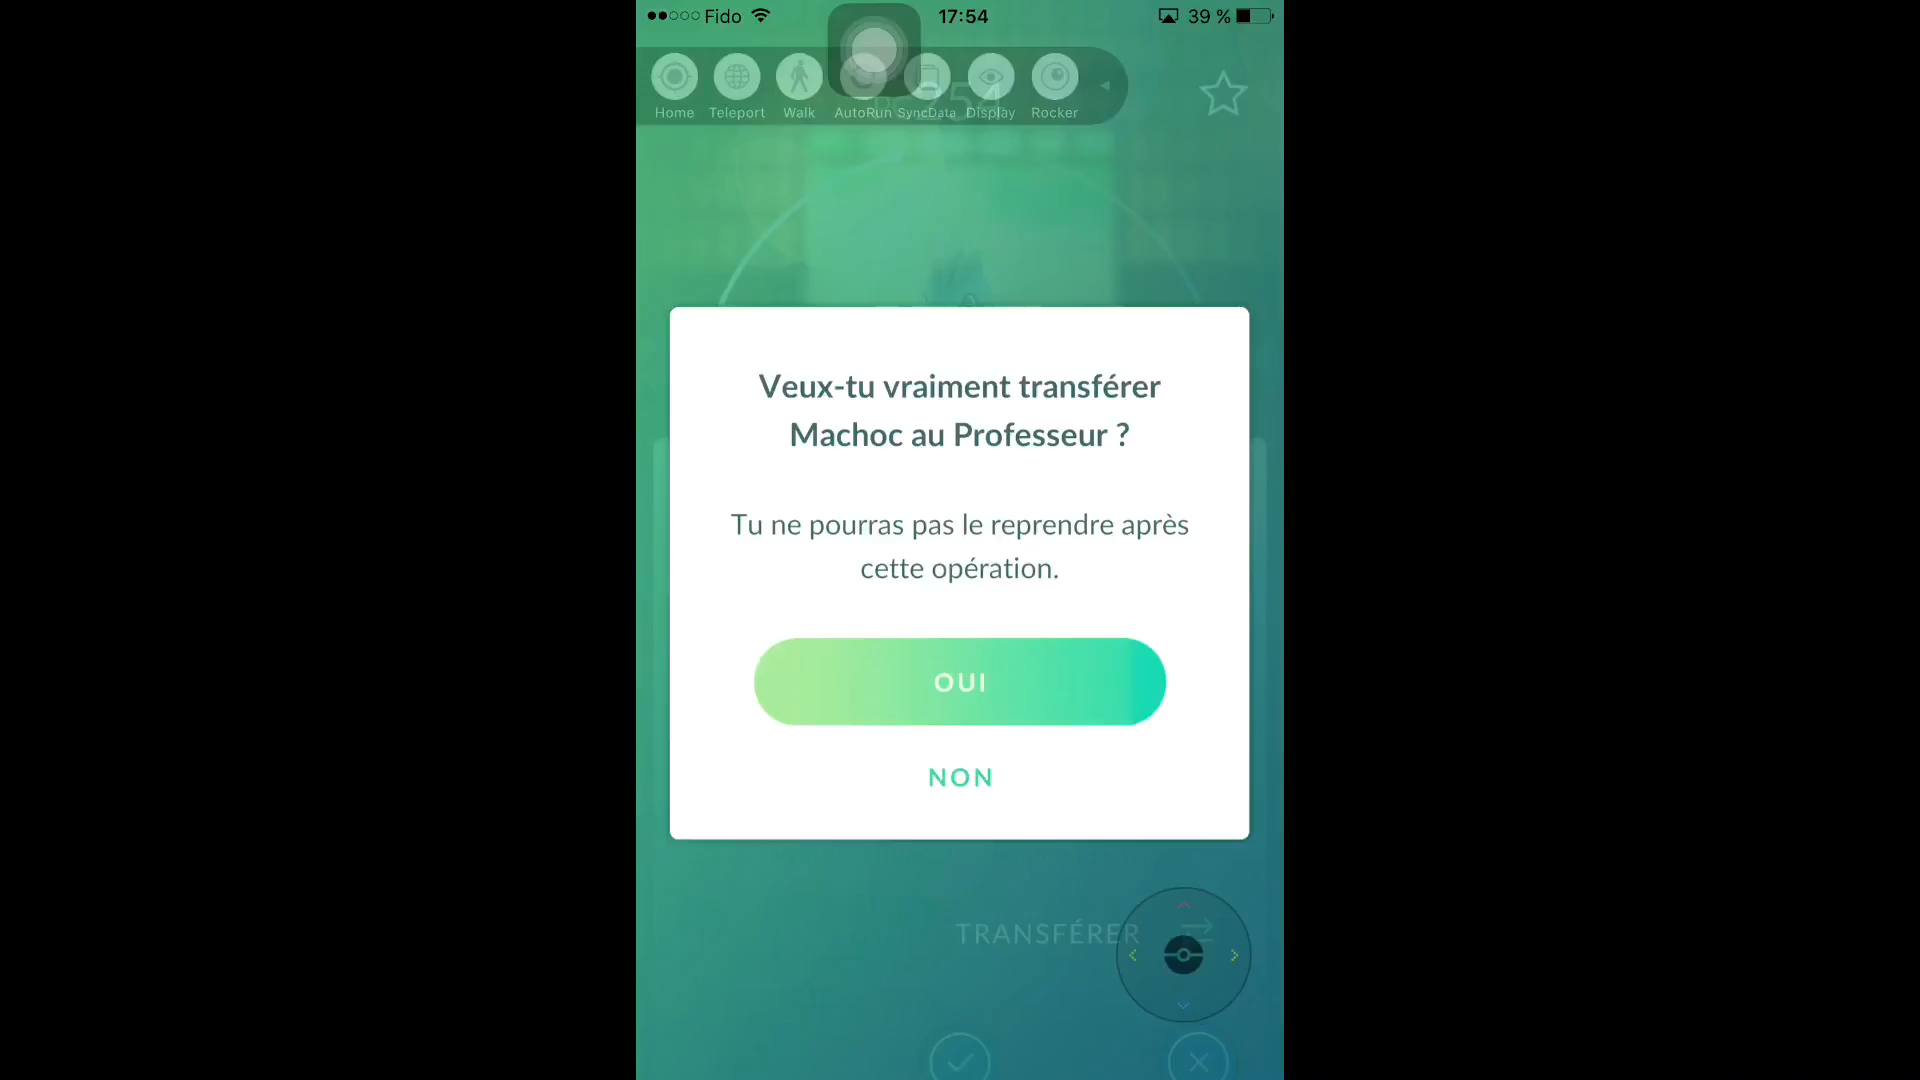 Fido 17:54 39 %
254
Home Teleport Walk AutoRun SyncData Display Rocker
Veux-tu vraiment transférer
Machoc au Professeur ?
Tu ne pourras pas le reprendre après
cette opération.
OUI
NON
TRANSFÉRER